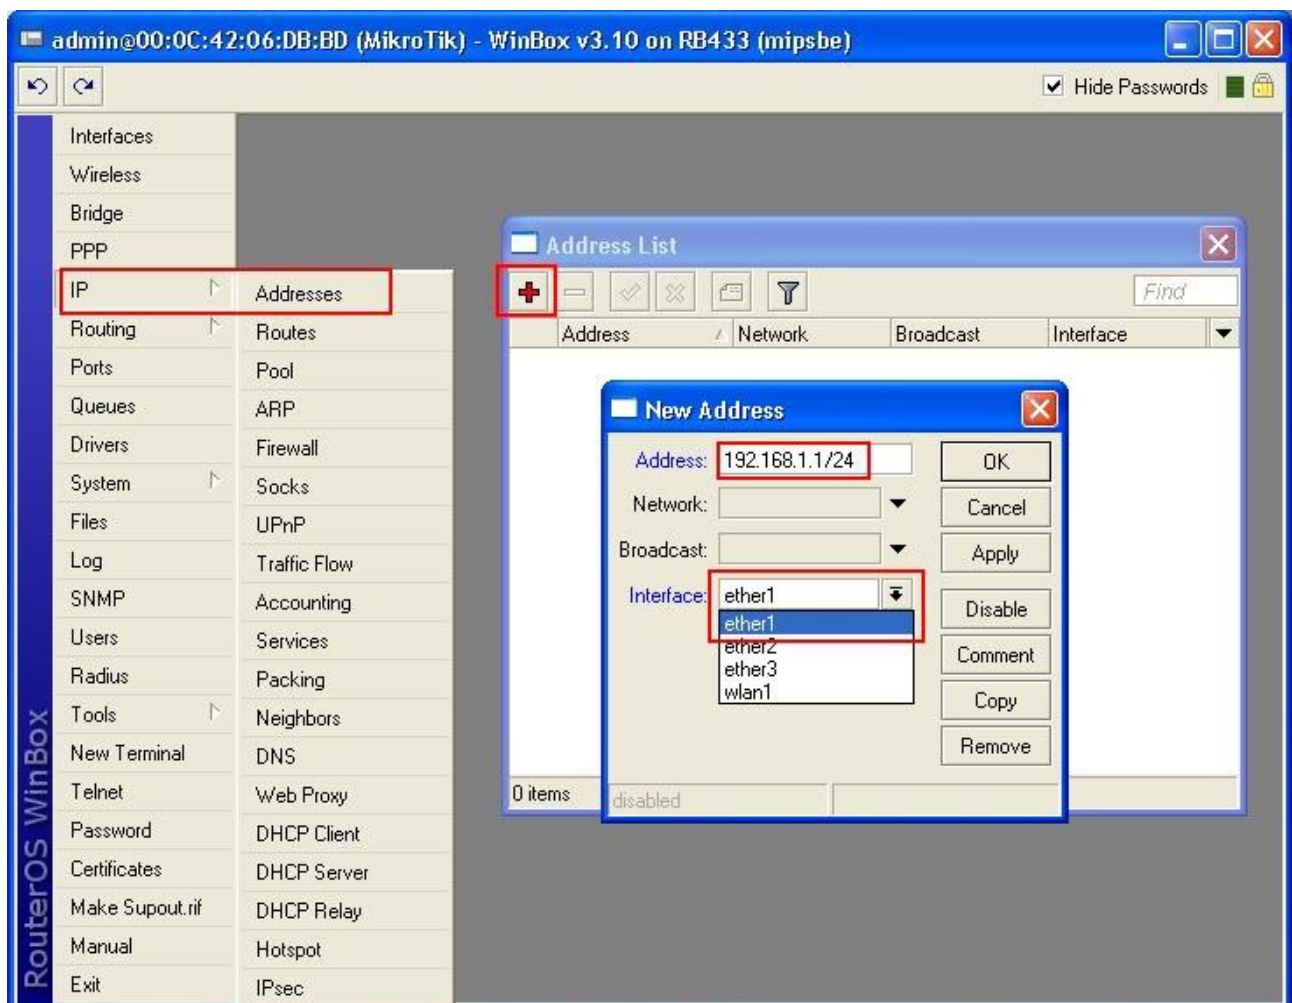 admin@00:0C:42:06:DB:BD (MikroTik) - WinBox v3.10 on RB433 (mipsbe)
Hide Passwords
RouterOS WinBox
Interfaces
Wireless
Bridge
PPP
IP
Routing
Ports
Queues
Drivers
System
Files
Log
SNMP
Users
Radius
Tools
New Terminal
Telnet
Password
Certificates
Make Supout.rif
Manual
Exit
Addresses
Routes
Pool
ARP
Firewall
Socks
UPnP
Traffic Flow
Accounting
Services
Packing
Neighbors
DNS
Web Proxy
DHCP Client
DHCP Server
DHCP Relay
Hotspot
IPsec
Address List
Find
Address Network Broadcast Interface
New Address
Address: 192.168.1.1/24
Network:
Broadcast:
Interface: ether1
ether1
ether2
ether3
wlan1
OK
Cancel
Apply
Disable
Comment
Copy
Remove
disabled
0 items